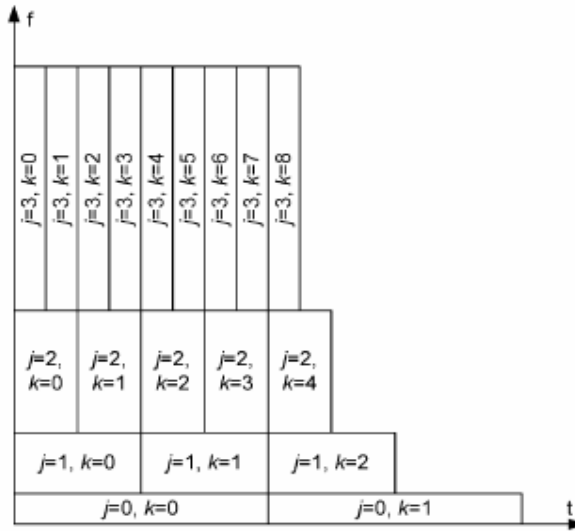 f
j=3, k=0
j=3, k=1
j=3, k=2
j=3, k=3
j=3, k=4
j=3, k=5
j=3, k=6
j=3, k=7
j=3, k=8
j=2,
k=0
j=2,
k=1
j=2,
k=2
j=2,
k=3
j=2,
k=4
j=1, k=0
j=1, k=1
j=1, k=2
j=0, k=0
j=0, k=1
t